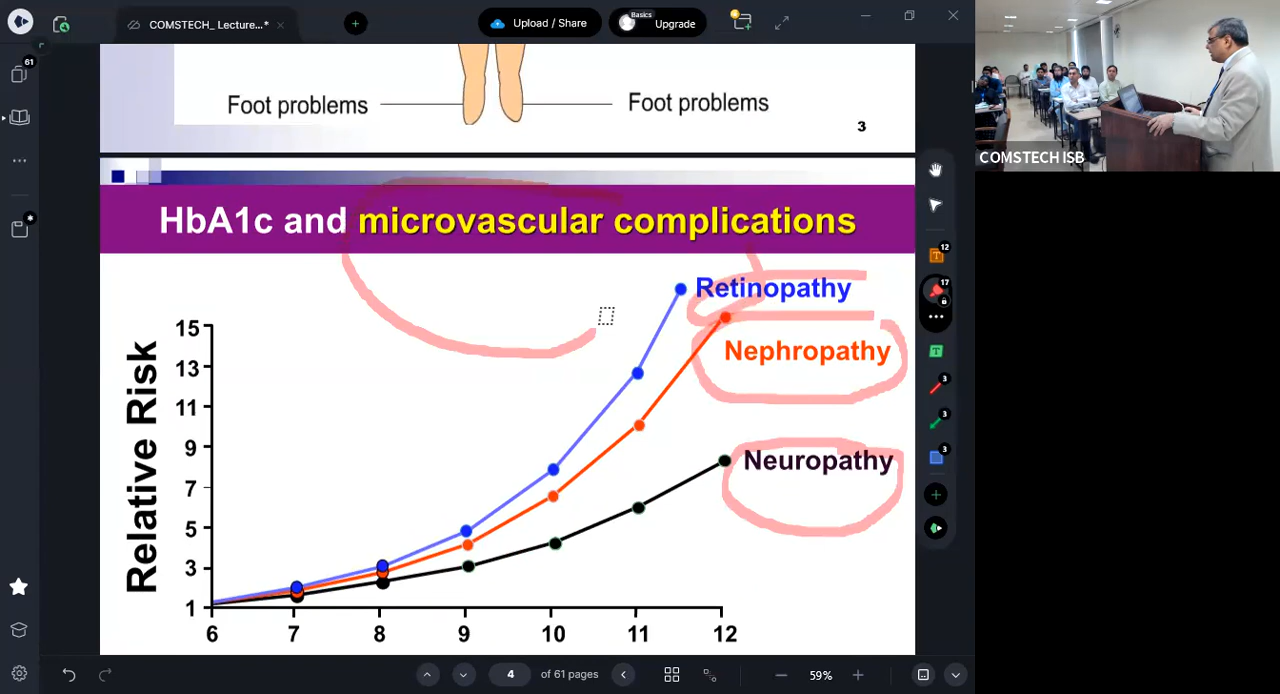 COMSTECH_ Lecture...*
Upload / Share
Basics
Upgrade
61
Foot problems
Foot problems
3
COMSTECH ISB
HbA1c and microvascular complications
12
17
3
3
3
Retinopathy
Nephropathy
Neuropathy
Relative Risk
15
13
11
9
7
5
3
1
6 7 8 9 10 11 12
4 of 61 pages
59%